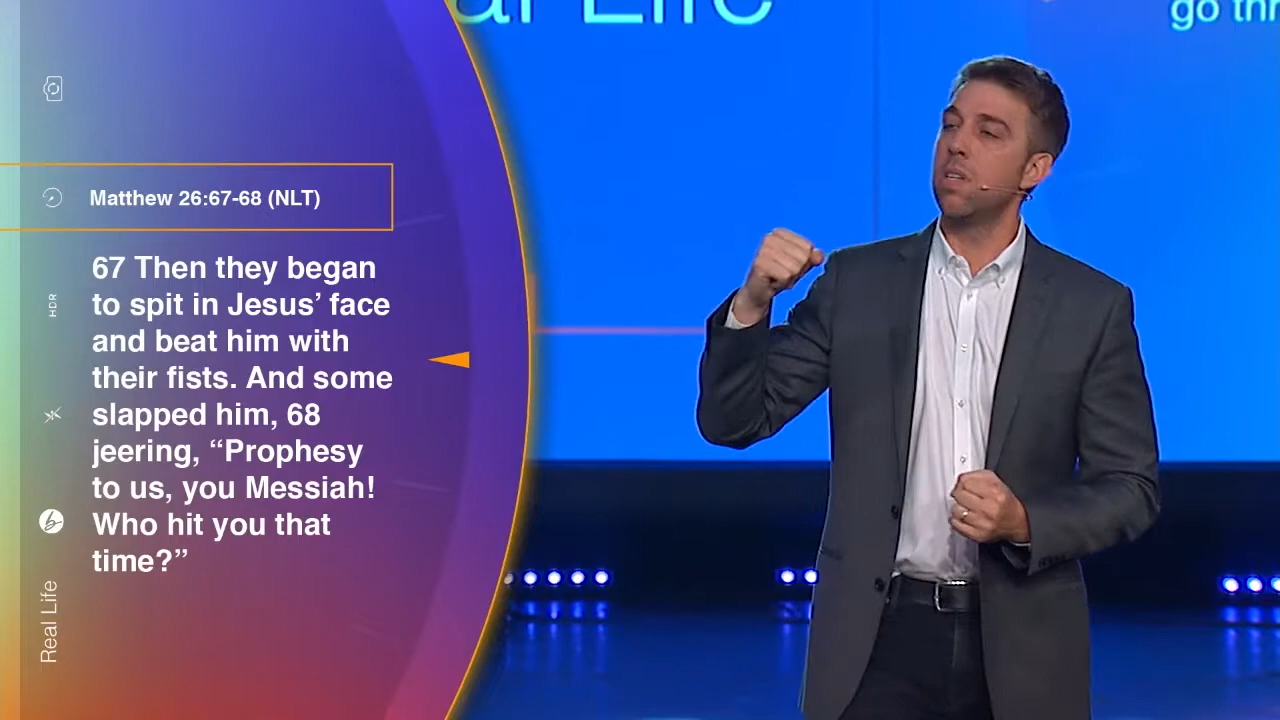 al Life
go thr
Matthew 26:67-68 (NLT)
67 Then they began
to spit in Jesus’ face
and beat him with
their fists. And some
slapped him, 68
jeering, “Prophesy
to us, you Messiah!
Who hit you that
time?”
HDR
b
Real Life